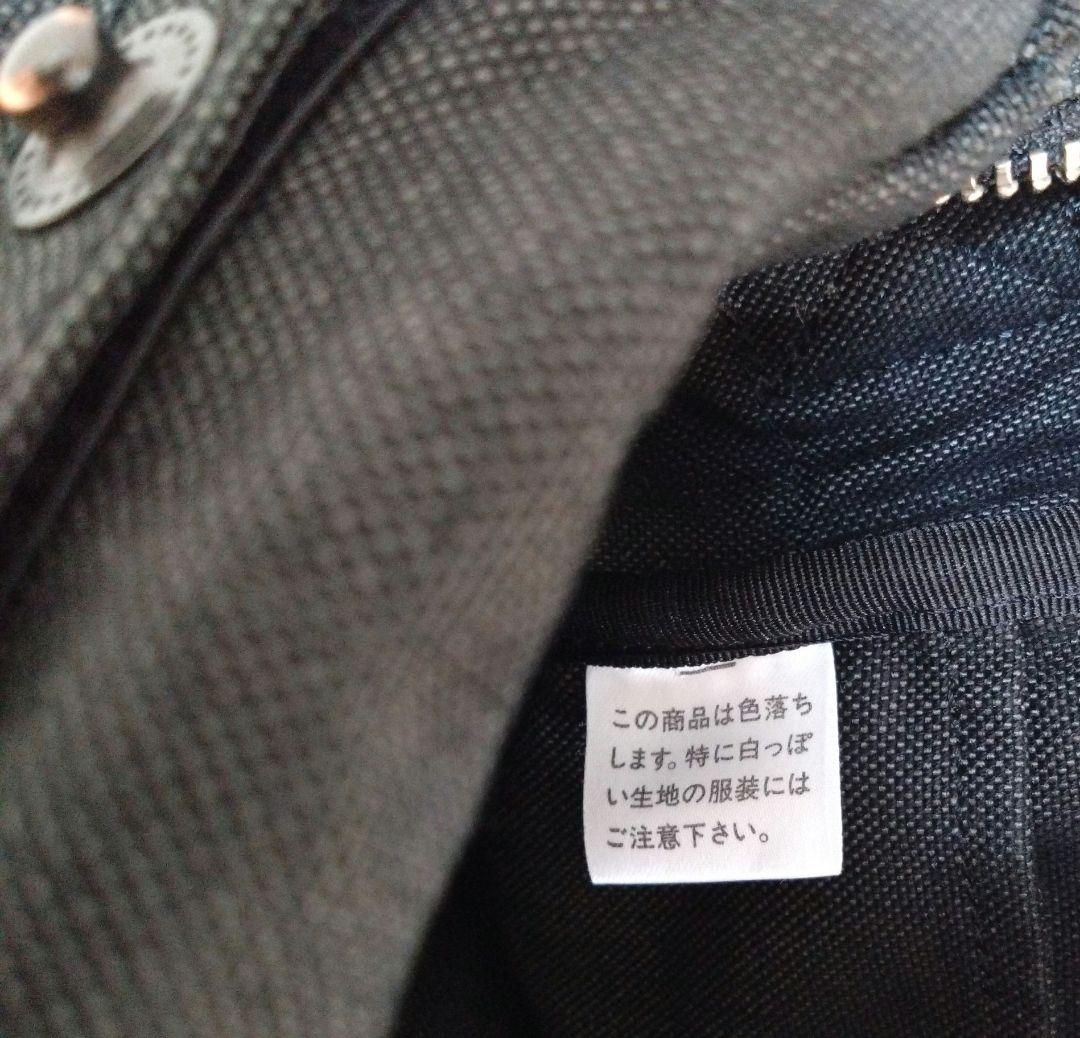 この商品は色落ち
します。特に白っぽ
い生地の服装には
ご注意下さい。